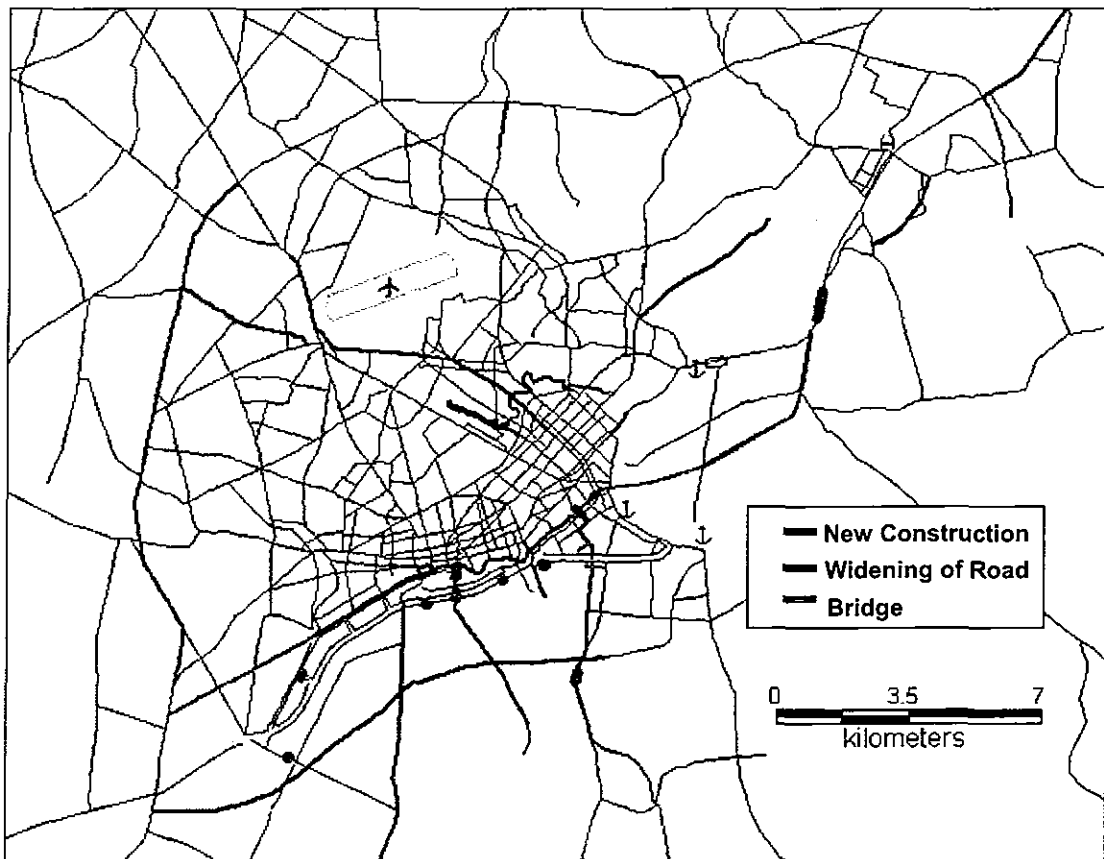 New Construction
Widening of Road
Bridge
0 3.5 7
kilometers